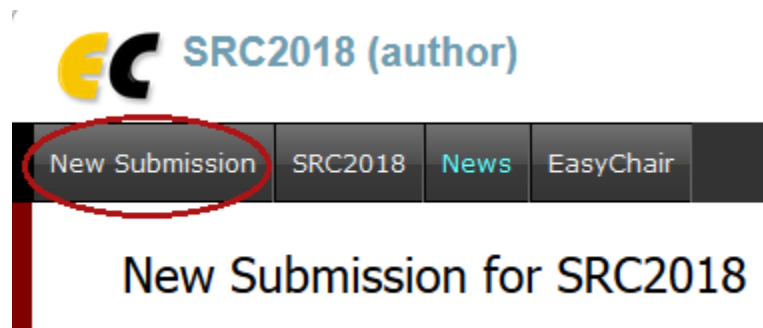 EC SRC2018 (author)
New Submission SRC2018 News EasyChair
New Submission for SRC2018